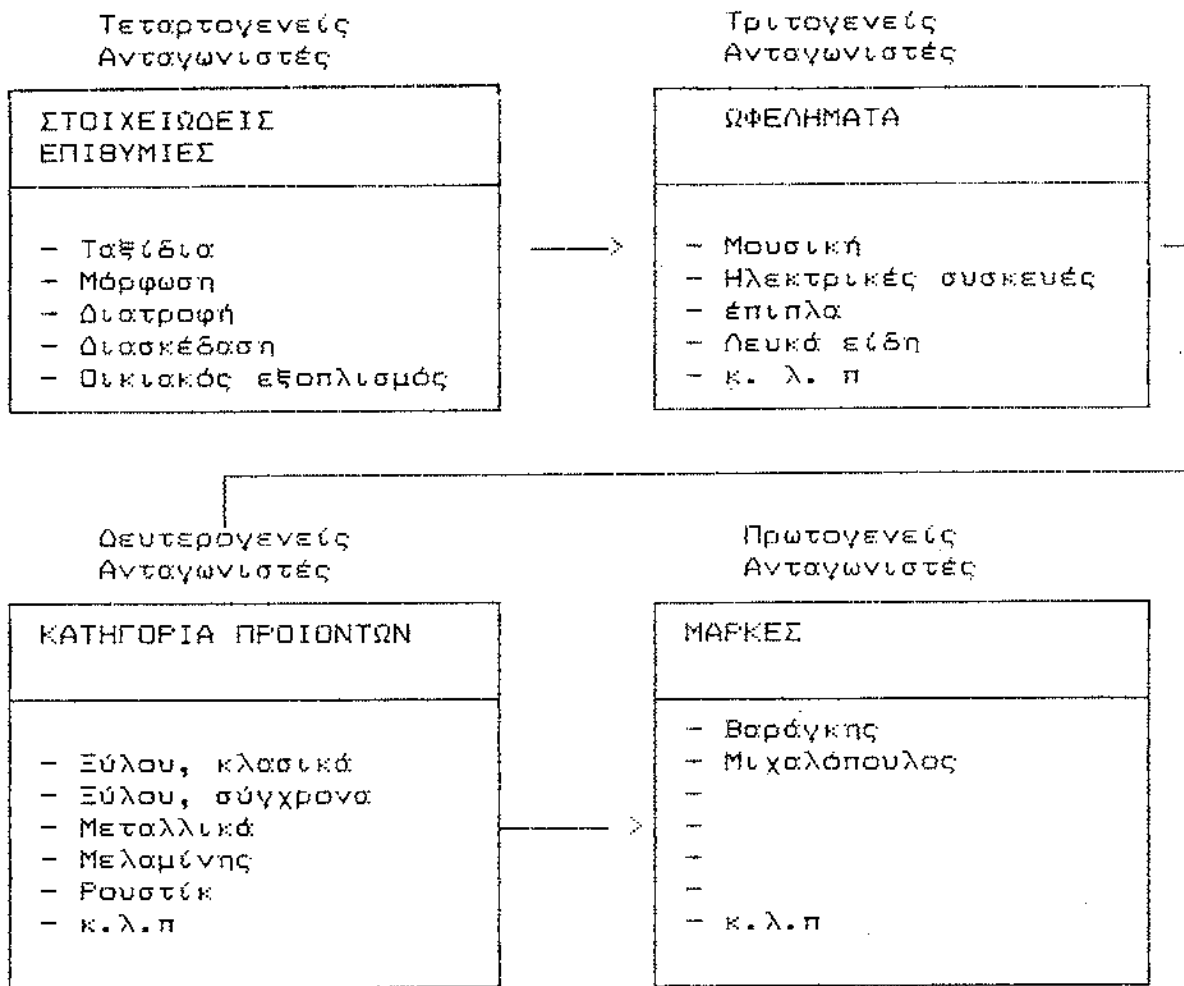 Τεταρτογενείς
Ανταγωνιστές
ΣΤΟΙΧΕΙΩΔΕΙΣ
ΕΠΙΘΥΜΙΕΣ
- Ταξίδια
- Μόρφωση
- Διατροφή
- Διασκέδαση
- Οικιακός εξοπλισμός
Τριτογενείς
Ανταγωνιστές
ΩΦΕΛΗΜΑΤΑ
- Μουσική
- Ηλεκτρικές συσκευές
- έπιπλα
- Λευκά είδη
- κ. λ. π
Δευτερογενείς
Ανταγωνιστές
ΚΑΤΗΓΟΡΙΑ ΠΡΟΙΟΝΤΩΝ
- Ξύλου, κλασικά
- Ξύλου, σύγχρονα
- Μεταλλικά
- Μελαμίνης
- Ρουστίκ
- κ.λ.π
Πρωτογενείς
Ανταγωνιστές
ΜΑΡΚΕΣ
- Βαράγκης
- Μιχαλόπουλος
-
-
-
-
- κ.λ.π